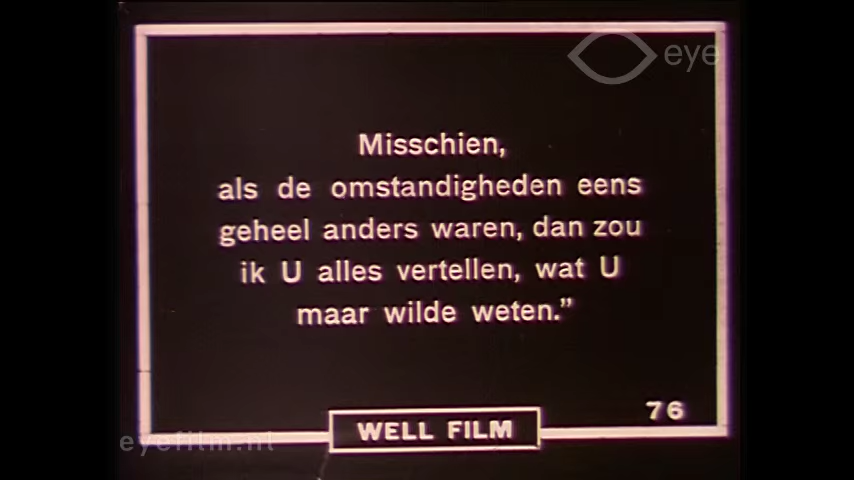 eye
Misschien,
als de omstandigheden eens
geheel anders waren, dan zou
ik U alles vertellen, wat U
maar wilde weten.”
76
WELL FILM
eyefilm.nl